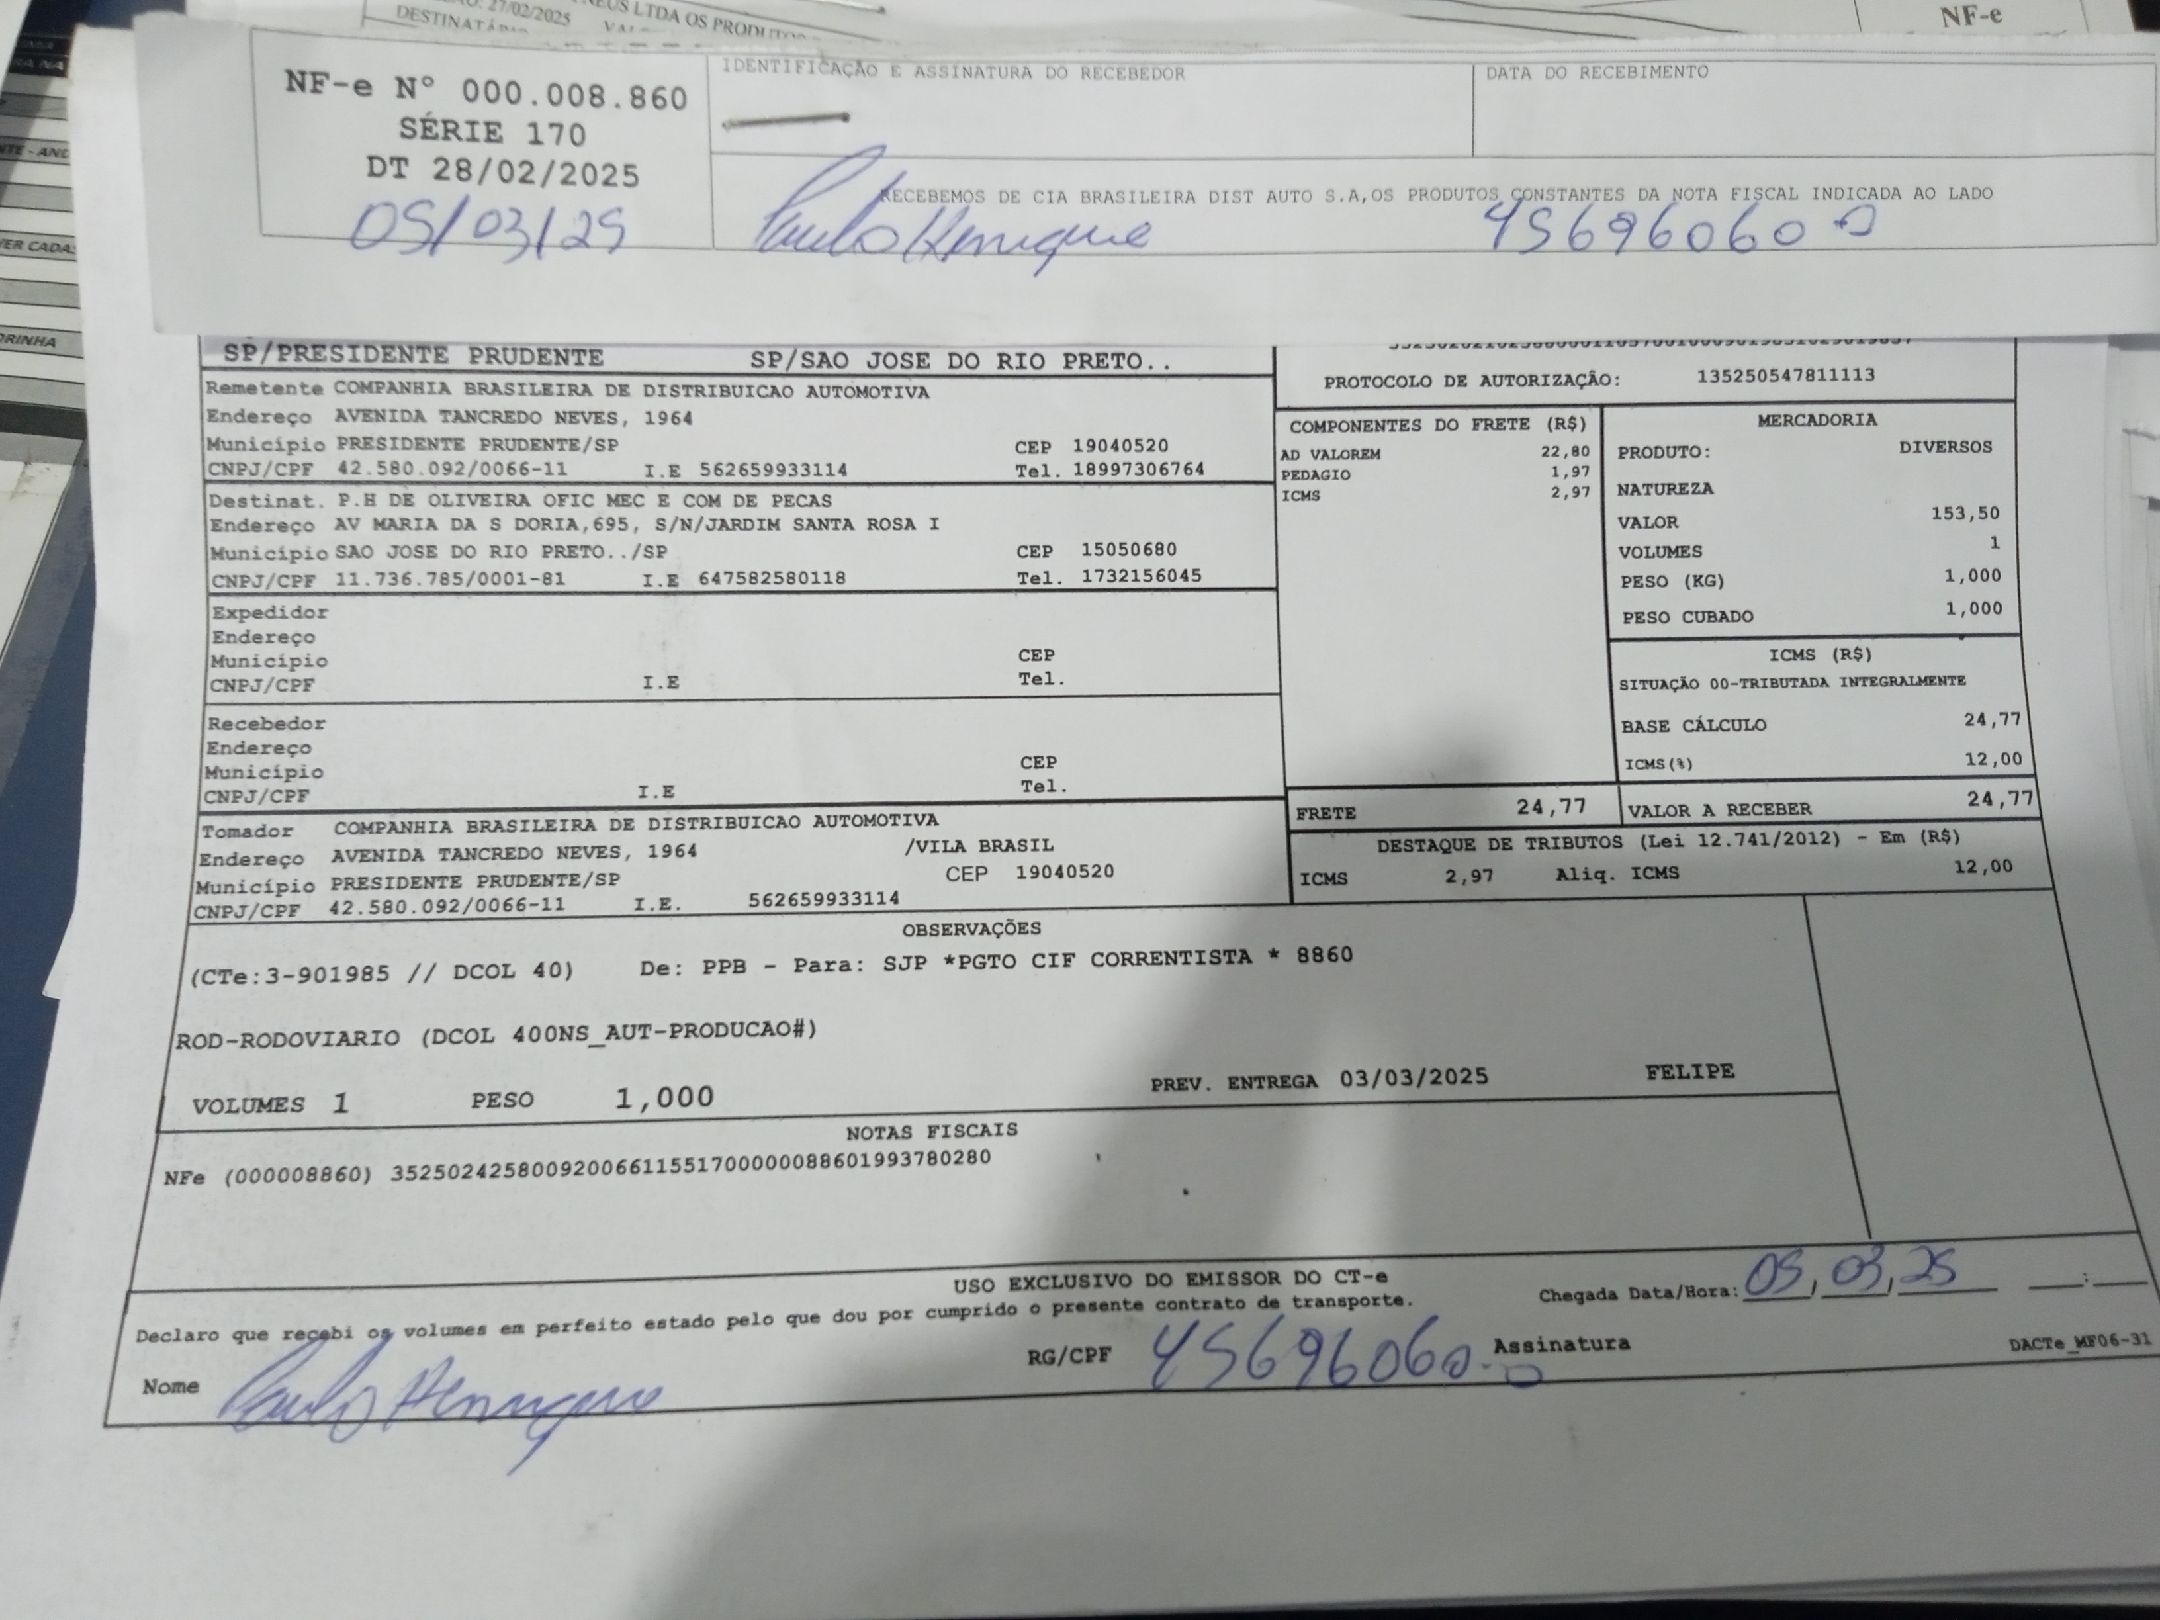 27/02/2025
EUS LTDA OS PRODUTOS
DESTINATÁRIO
NF-e
NF-e Nº 000.008.860
SÉRIE 170
DT 28/02/2025
05/03/25
IDENTIFICAÇÃO E ASSINATURA DO RECEBEDOR
DATA DO RECEBIMENTO
RECEBEMOS DE CIA BRASILEIRA DIST AUTO S.A,OS PRODUTOS CONSTANTES DA NOTA FISCAL INDICADA AO LADO
Paulo Henrique 45696060
SP/PRESIDENTE PRUDENTE SP/SAO JOSE DO RIO PRETO..
PROTOCOLO DE AUTORIZAÇÃO: 135250547811113
Remetente COMPANHIA BRASILEIRA DE DISTRIBUICAO AUTOMOTIVA
Endereço AVENIDA TANCREDO NEVES, 1964
Município PRESIDENTE PRUDENTE/SP CEP 19040520
CNPJ/CPF 42.580.092/0066-11 I.E 562659933114 Tel. 18997306764
Destinat. P.H DE OLIVEIRA OFIC MEC E COM DE PECAS
Endereço AV MARIA DA S DORIA,695, S/N/JARDIM SANTA ROSA I
Município SAO JOSE DO RIO PRETO../SP CEP 15050680
CNPJ/CPF 11.736.785/0001-81 I.E 647582580118 Tel. 1732156045
Expedidor
Endereço
Município CEP
CNPJ/CPF I.E Tel.
Recebedor
Endereço
Município CEP
CNPJ/CPF I.E Tel.
Tomador COMPANHIA BRASILEIRA DE DISTRIBUICAO AUTOMOTIVA
Endereço AVENIDA TANCREDO NEVES, 1964 /VILA BRASIL
Município PRESIDENTE PRUDENTE/SP CEP 19040520
CNPJ/CPF 42.580.092/0066-11 I.E. 562659933114
COMPONENTES DO FRETE (R$)
AD VALOREM 22,80
PEDAGIO 1,97
ICMS 2,97
MERCADORIA
PRODUTO: DIVERSOS
NATUREZA
VALOR 153,50
VOLUMES 1
PESO (KG) 1,000
PESO CUBADO 1,000
ICMS (R$)
SITUAÇÃO 00-TRIBUTADA INTEGRALMENTE
BASE CÁLCULO 24,77
ICMS(%) 12,00
FRETE 24,77 VALOR A RECEBER 24,77
DESTAQUE DE TRIBUTOS (Lei 12.741/2012) - Em (R$)
ICMS 2,97 Aliq. ICMS 12,00
OBSERVAÇÕES
(CTe:3-901985 // DCOL 40) De: PPB - Para: SJP *PGTO CIF CORRENTISTA * 8860
ROD-RODOVIARIO (DCOL 400NS_AUT-PRODUCAO#)
VOLUMES 1 PESO 1,000 PREV. ENTREGA 03/03/2025 FELIPE
NOTAS FISCAIS
NFe (000008860) 35250242580092006611551700000088601993780280
USO EXCLUSIVO DO EMISSOR DO CT-e
Declaro que recebi os volumes em perfeito estado pelo que dou por cumprido o presente contrato de transporte.
Chegada Data/Hora: 05,03,25 __:__
Nome Paulo Henrique RG/CPF 45696060 Assinatura
DACTe_MF06-31